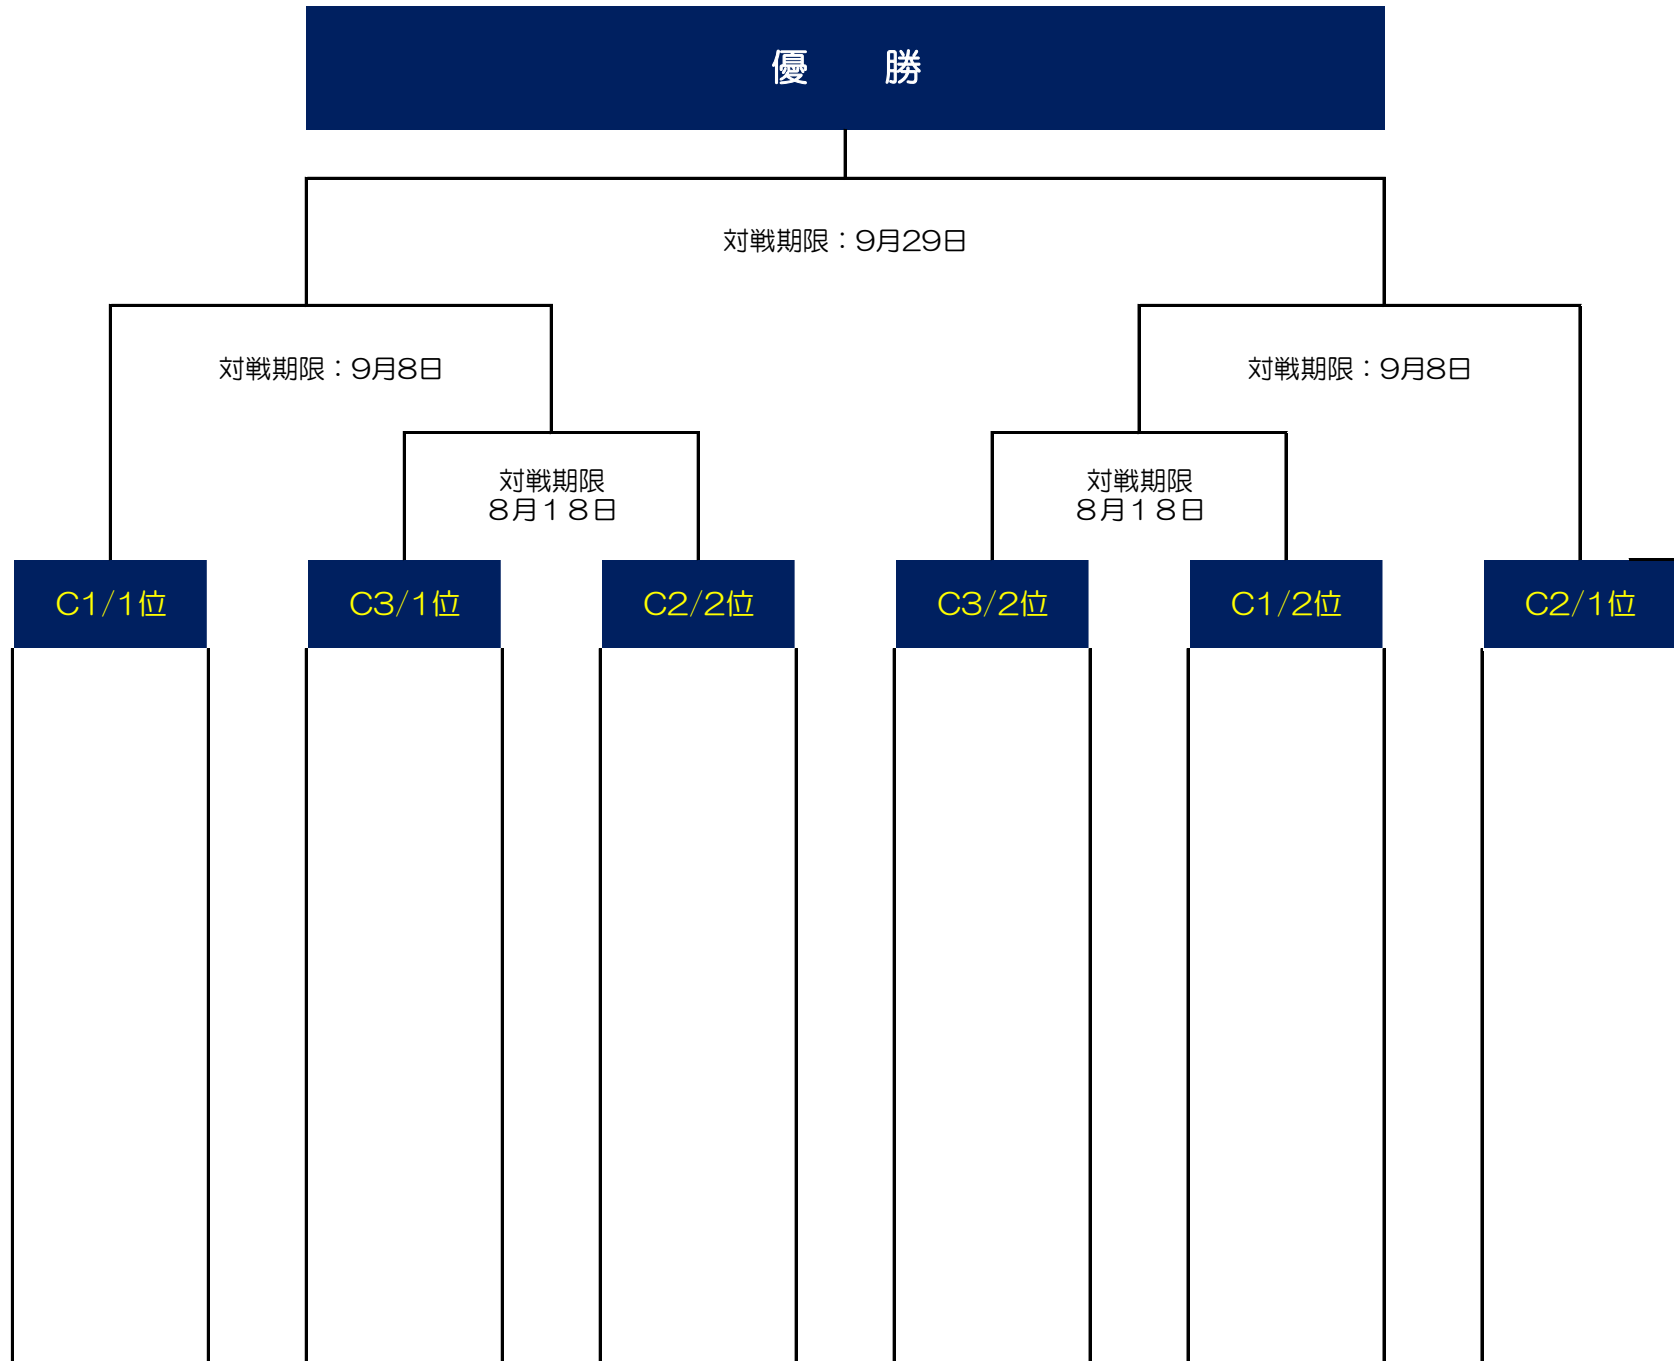 優　勝
対戦期限：9月29日
対戦期限：9月8日
対戦期限：9月8日
対戦期限
８月１８日
対戦期限
８月１８日
C1/1位
C3/1位
C2/2位
C3/2位
C1/2位
C2/1位